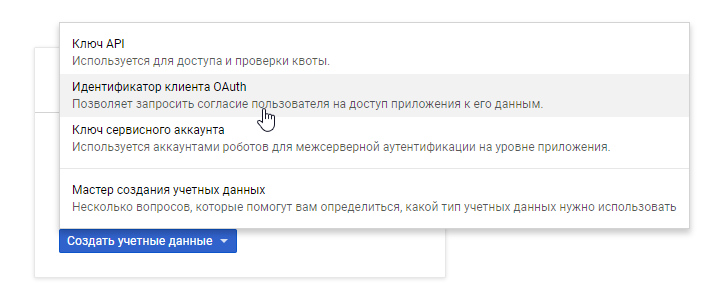 Ключ API
Используется для доступа и проверки квоты.
Идентификатор клиента OAuth
Позволяет запросить согласие пользователя на доступ приложения к его данным.
Ключ сервисного аккаунта
Используется аккаунтами роботов для межсерверной аутентификации на уровне приложения.
Мастер создания учетных данных
Несколько вопросов, которые помогут вам определиться, какой тип учетных данных нужно использовать
Создать учетные данные